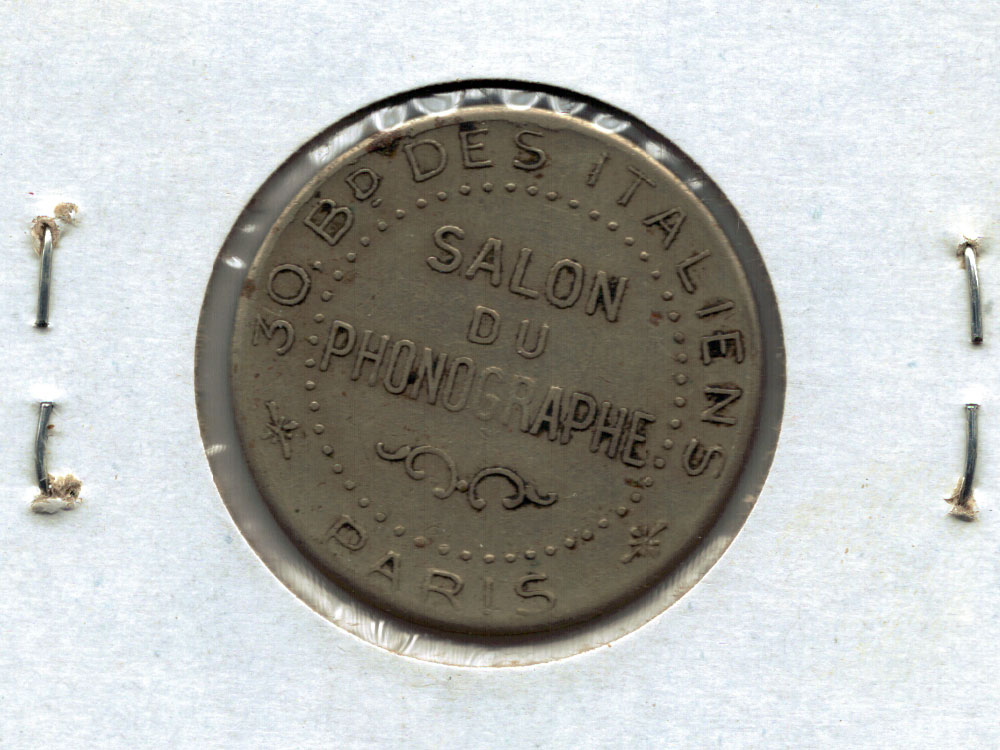 30. BD DES ITALIENS
SALON
DU
PHONOGRAPHE
PARIS